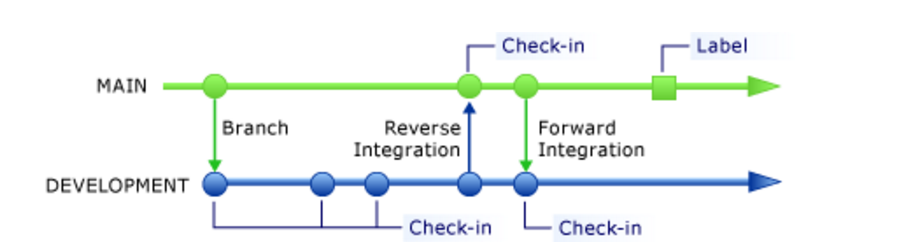 Check-in
Label
MAIN
Branch
Reverse
Integration
Forward
Integration
DEVELOPMENT
Check-in
Check-in